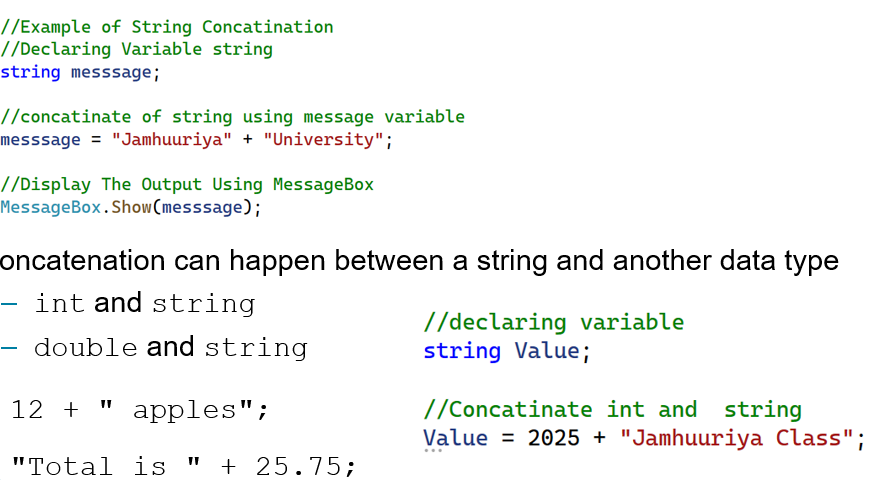 //Example of String Concatination
//Declaring Variable string
string messsage;
//concatinate of string using message variable
messsage = "Jamhuuriya" + "University";
//Display The Output Using MessageBox
MessageBox.Show(messsage);
oncatenation can happen between a string and another data type
– int and string
– double and string
12 + " apples";
"Total is " + 25.75;
//declaring variable
string Value;
//Concatinate int and  string
Value = 2025 + "Jamhuuriya Class";